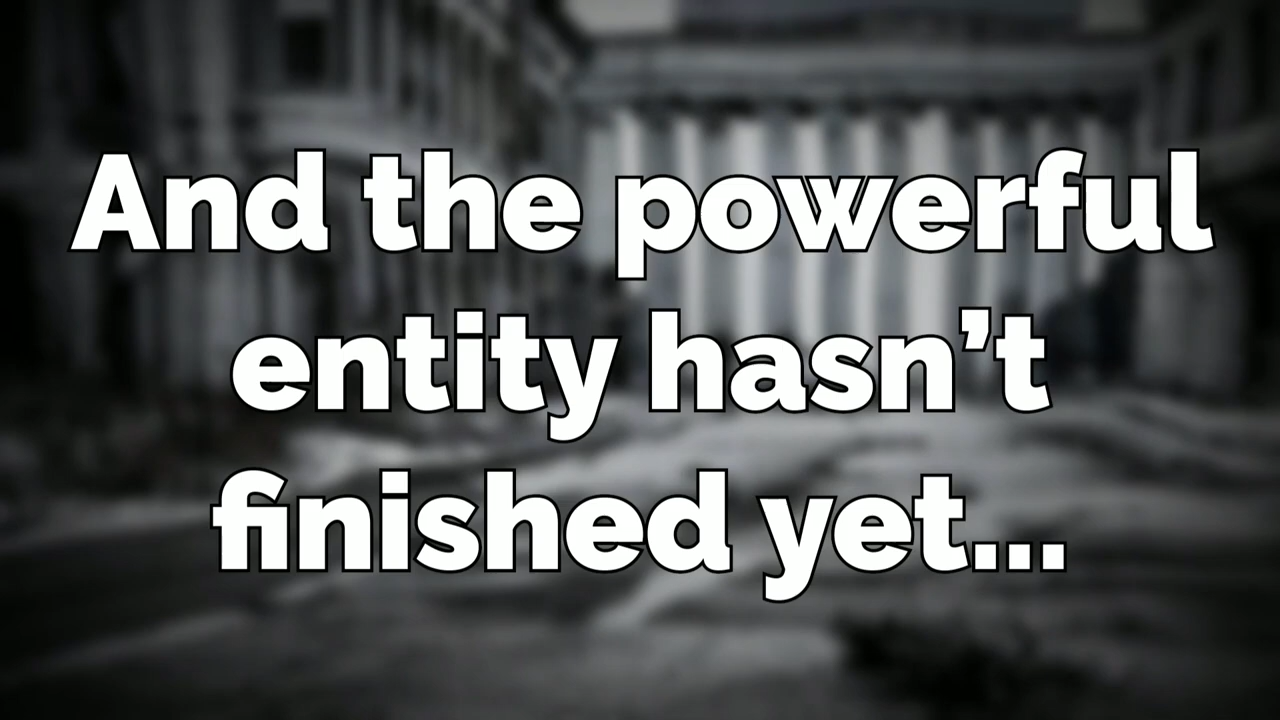 And the powerful
entity hasn’t
finished yet...